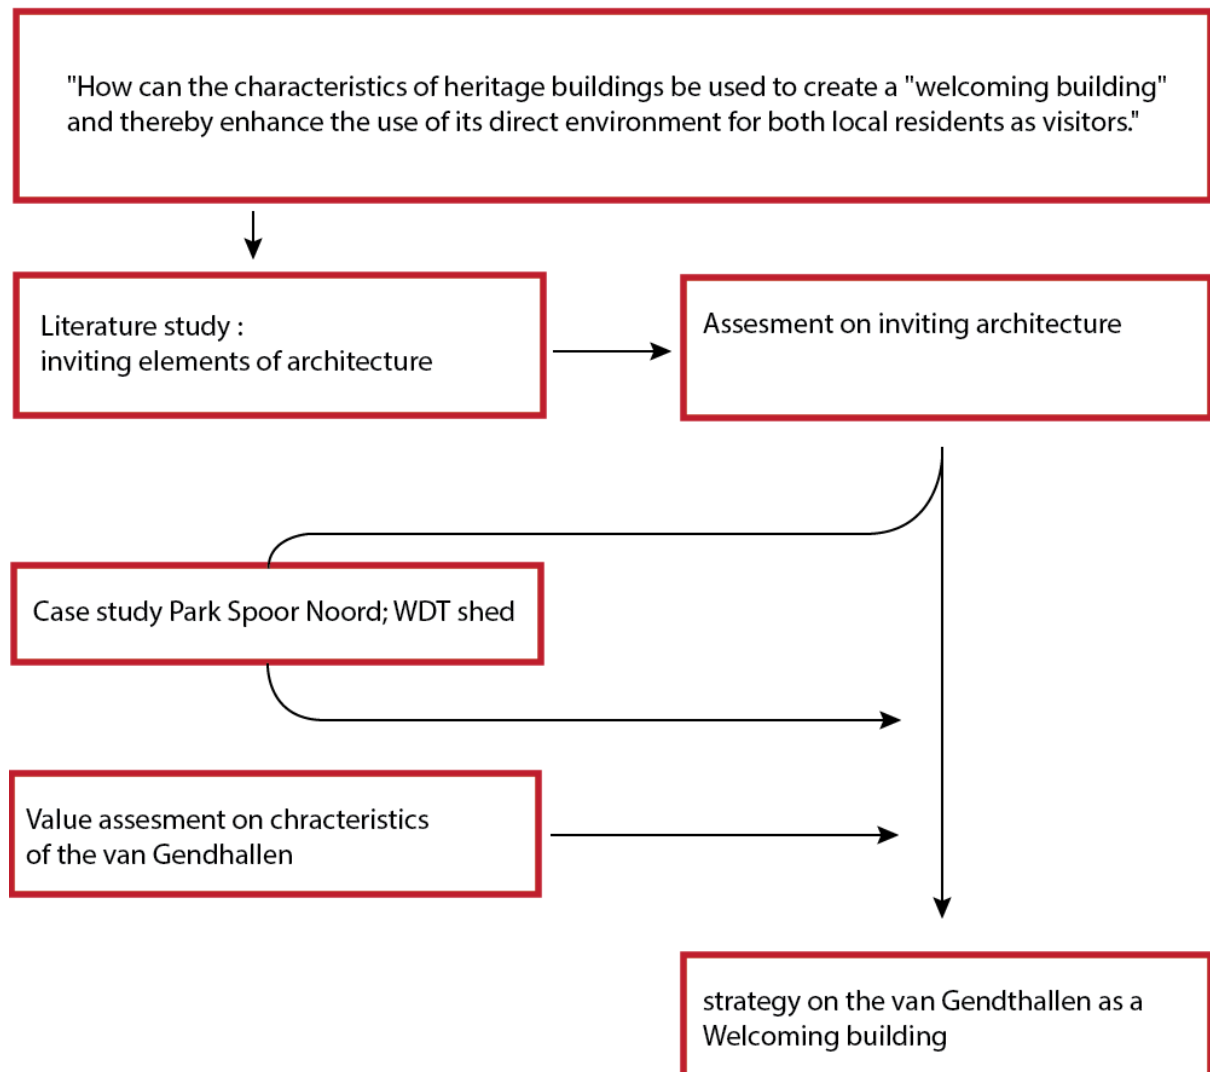 "How can the characteristics of heritage buildings be used to create a "welcoming building"
and thereby enhance the use of its direct environment for both local residents as visitors."
Literature study :
inviting elements of architecture
Assesment on inviting architecture
Case study Park Spoor Noord; WDT shed
Value assesment on chracteristics
of the van Gendhallen
strategy on the van Gendthallen as a
Welcoming building